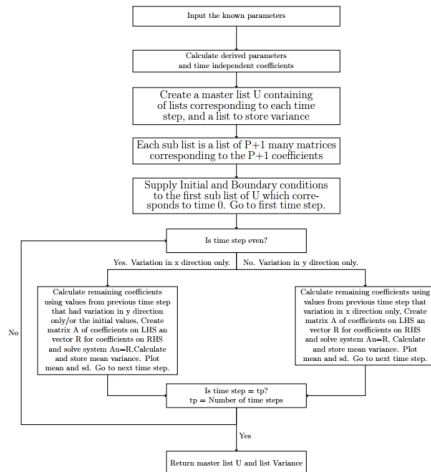 Input the known parameters
Calculate derived parameters
and time independent coefficients
Create a master list U containing
of lists corresponding to each time
step, and a list to store variance
Each sub list is a list of P+1 many matrices
corresponding to the P+1 coefficients
Supply Initial and Boundary conditions
to the first sub list of U which corre-
sponds to time 0. Go to first time step.
Is time step even?
Yes. Variation in x direction only.
No. Variation in y direction only.
Calculate remaining coefficients
using values from previous time step
that had variation in y direction
only/or the initial values, Create
matrix A of coefficients on LHS an
vector R for coefficients on RHS
and solve system Au=R.Calculate
and store mean variance. Plot
mean and sd. Go to next time step.
Calculate remaining coefficients using
values from previous time step that
variation in x direction only, Create
matrix A of coefficients on LHS an
vector R for coefficients on RHS
and solve system Au=R. Calculate
and store mean variance. Plot
mean and sd. Go to next time step.
No
Is time step = tp?
tp = Number of time steps
Yes
Return master list U and list Variance